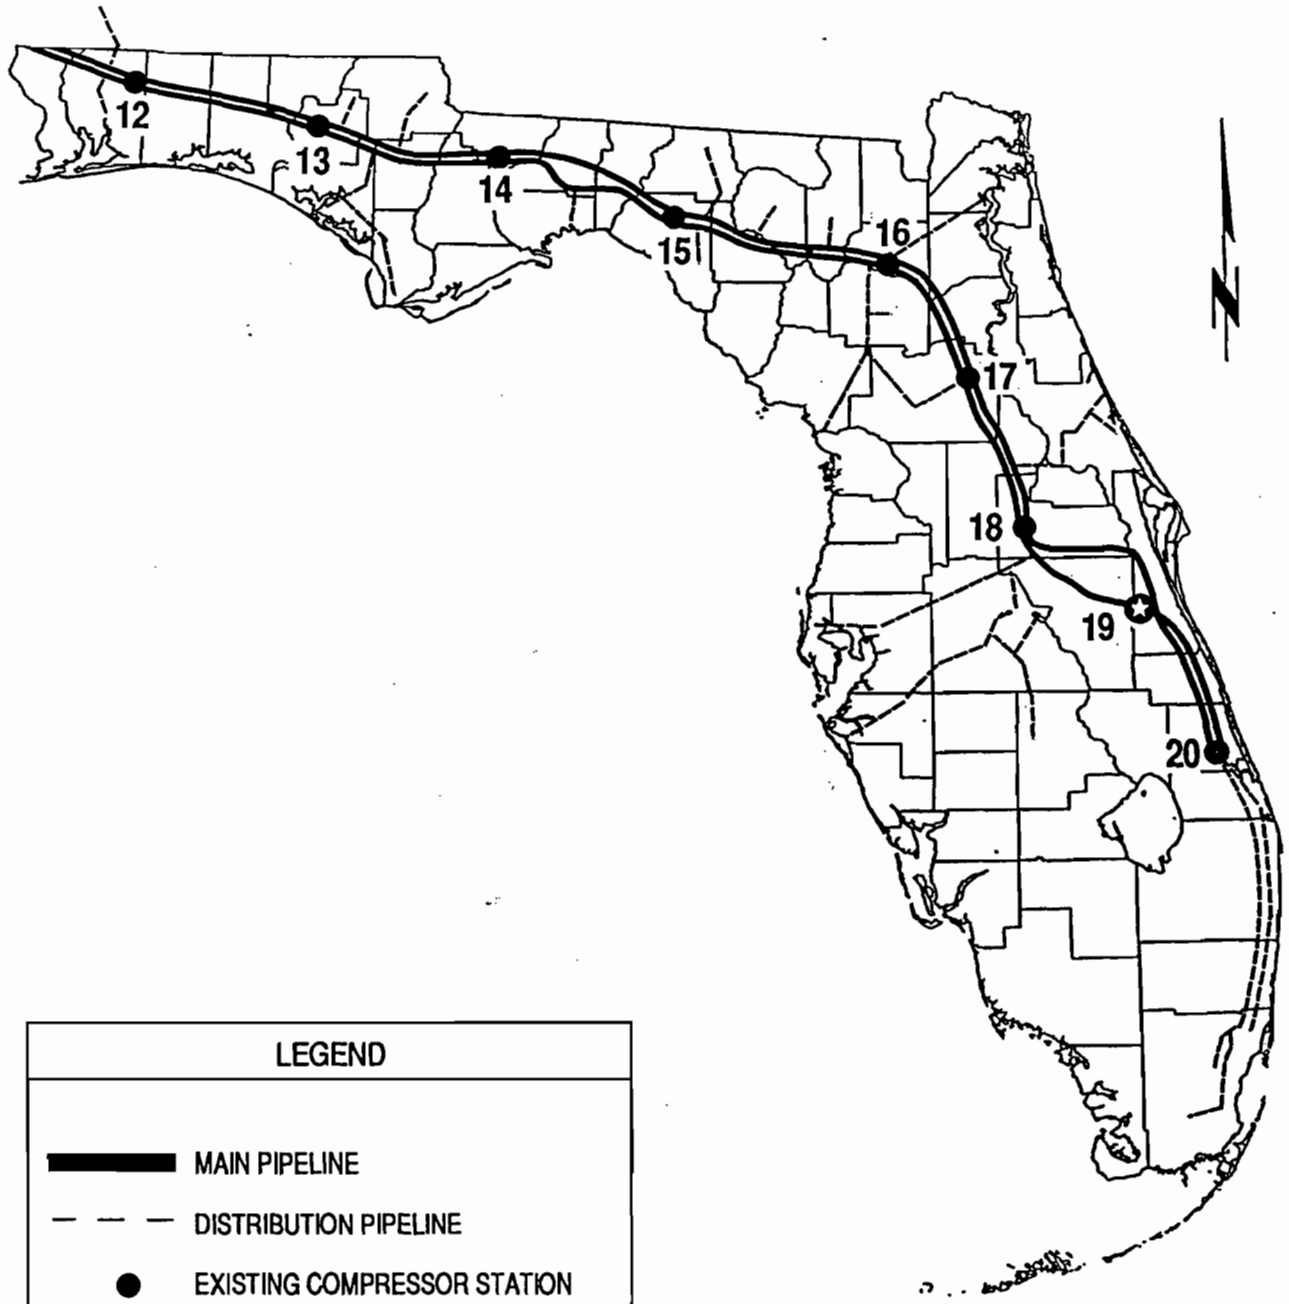 12
13
14
15
16
N
17
18
19
20
LEGEND
MAIN PIPELINE
DISTRIBUTION PIPELINE
EXISTING COMPRESSOR STATION